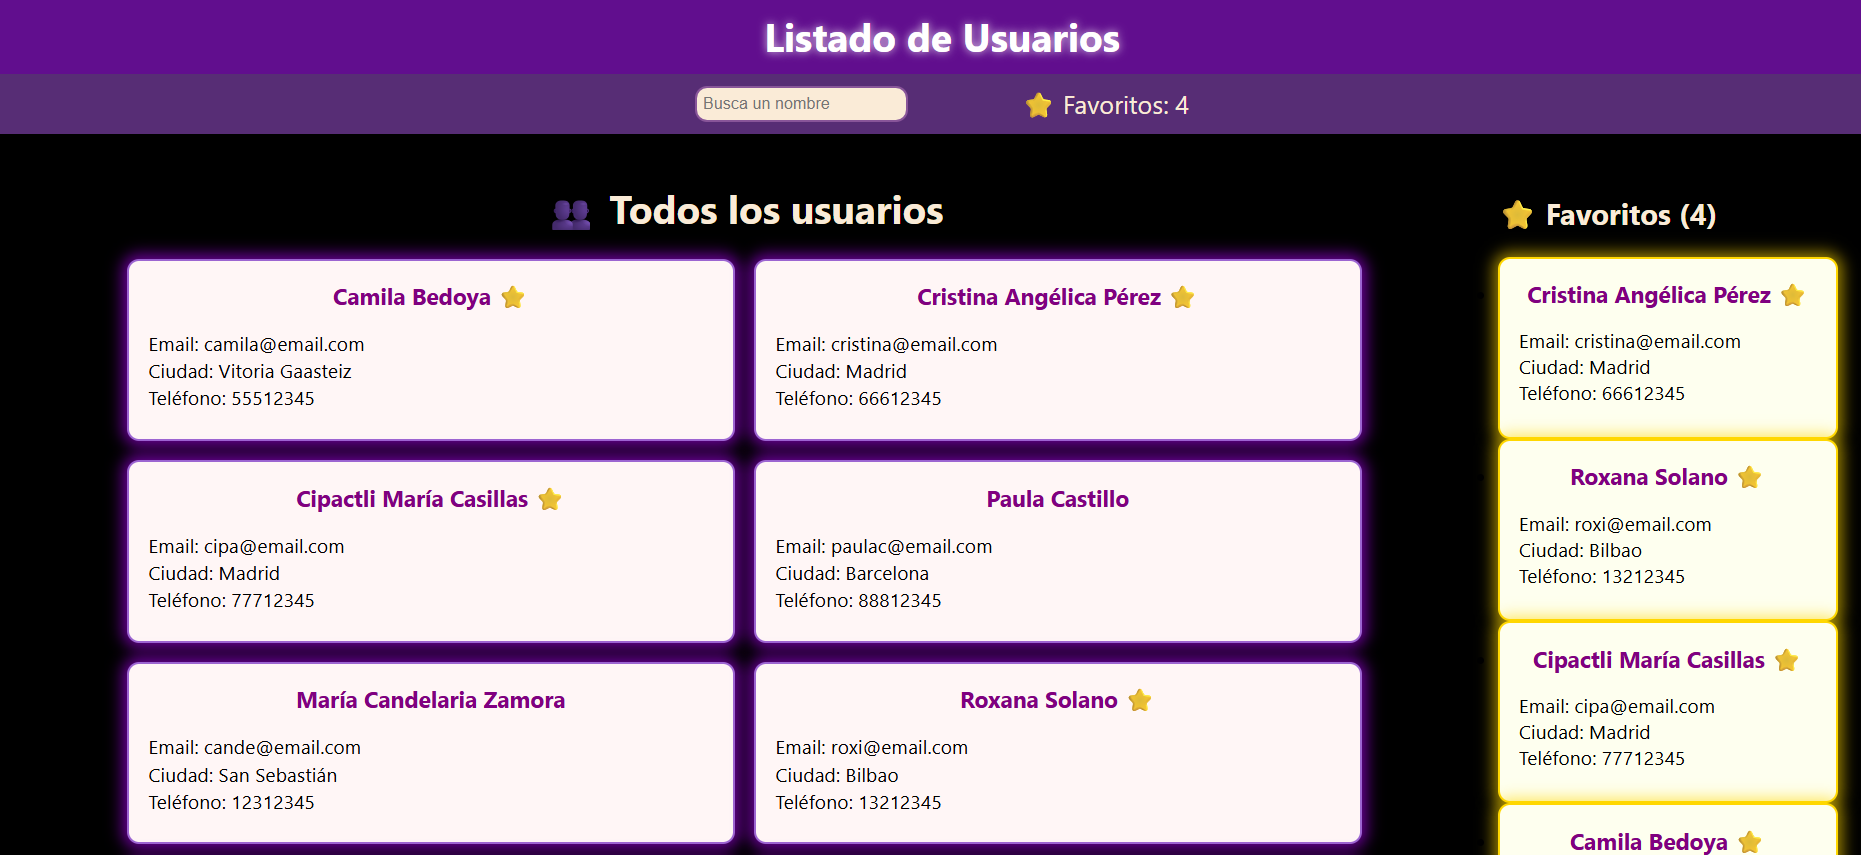 Listado de Usuarios
Busca un nombre
Favoritos: 4
Todos los usuarios
Camila Bedoya
Email: camila@email.com
Ciudad: Vitoria Gaasteiz
Teléfono: 55512345
Cristina Angélica Pérez
Email: cristina@email.com
Ciudad: Madrid
Teléfono: 66612345
Cipactli María Casillas
Email: cipa@email.com
Ciudad: Madrid
Teléfono: 77712345
Paula Castillo
Email: paulac@email.com
Ciudad: Barcelona
Teléfono: 88812345
María Candelaria Zamora
Email: cande@email.com
Ciudad: San Sebastián
Teléfono: 12312345
Roxana Solano
Email: roxi@email.com
Ciudad: Bilbao
Teléfono: 13212345
Favoritos (4)
Cristina Angélica Pérez
Email: cristina@email.com
Ciudad: Madrid
Teléfono: 66612345
Roxana Solano
Email: roxi@email.com
Ciudad: Bilbao
Teléfono: 13212345
Cipactli María Casillas
Email: cipa@email.com
Ciudad: Madrid
Teléfono: 77712345
Camila Bedoya